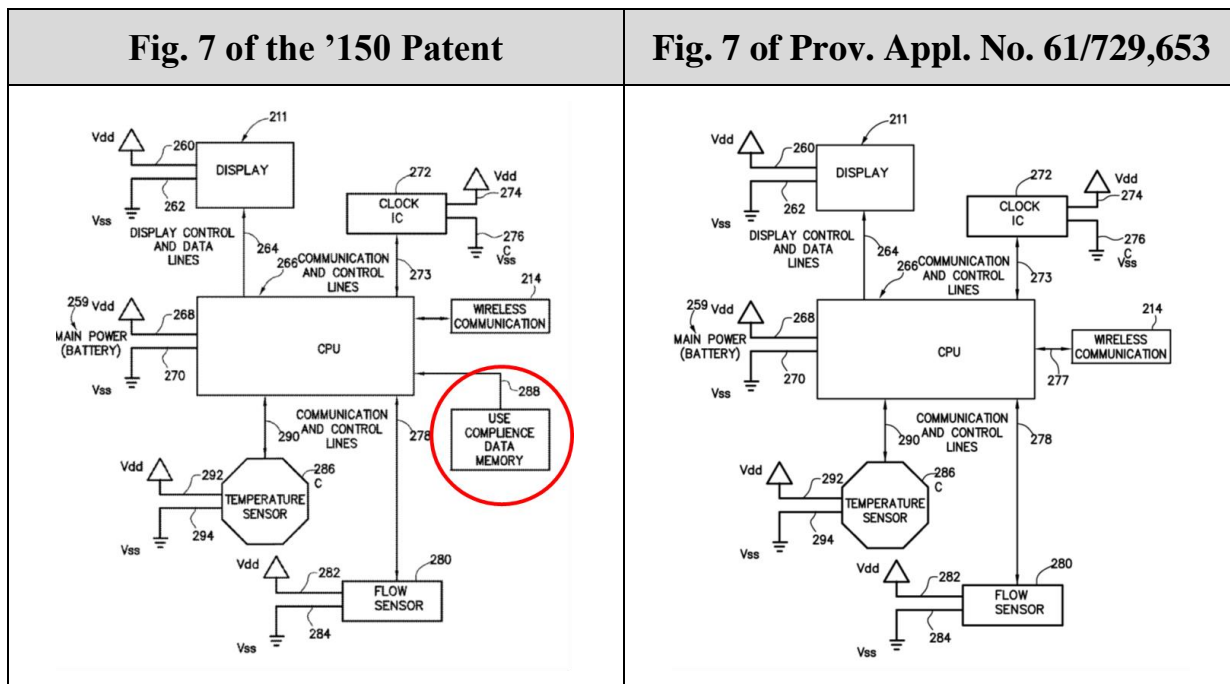 Fig. 7 of the ’150 Patent
Fig. 7 of Prov. Appl. No. 61/729,653
211
Vdd
260
DISPLAY
262
Vss
272
CLOCK
IC
Vdd
274
276
C
Vss
DISPLAY CONTROL
AND DATA
LINES
264
266
COMMUNICATION
AND CONTROL
LINES
273
214
WIRELESS
COMMUNICATION
259
Vdd
268
MAIN POWER
(BATTERY)
270
Vss
CPU
288
USE
COMPLIENCE
DATA
MEMORY
COMMUNICATION
AND CONTROL
LINES
290
278
Vdd
292
286
C
TEMPERATURE
SENSOR
294
Vss
Vdd
282
280
FLOW
SENSOR
284
Vss
211
Vdd
260
DISPLAY
262
Vss
272
CLOCK
IC
Vdd
274
276
C
Vss
DISPLAY CONTROL
AND DATA
LINES
264
266
COMMUNICATION
AND CONTROL
LINES
273
214
WIRELESS
COMMUNICATION
277
259
Vdd
268
MAIN POWER
(BATTERY)
270
Vss
CPU
COMMUNICATION
AND CONTROL
LINES
290
278
Vdd
292
286
C
TEMPERATURE
SENSOR
294
Vss
Vdd
282
280
FLOW
SENSOR
284
Vss